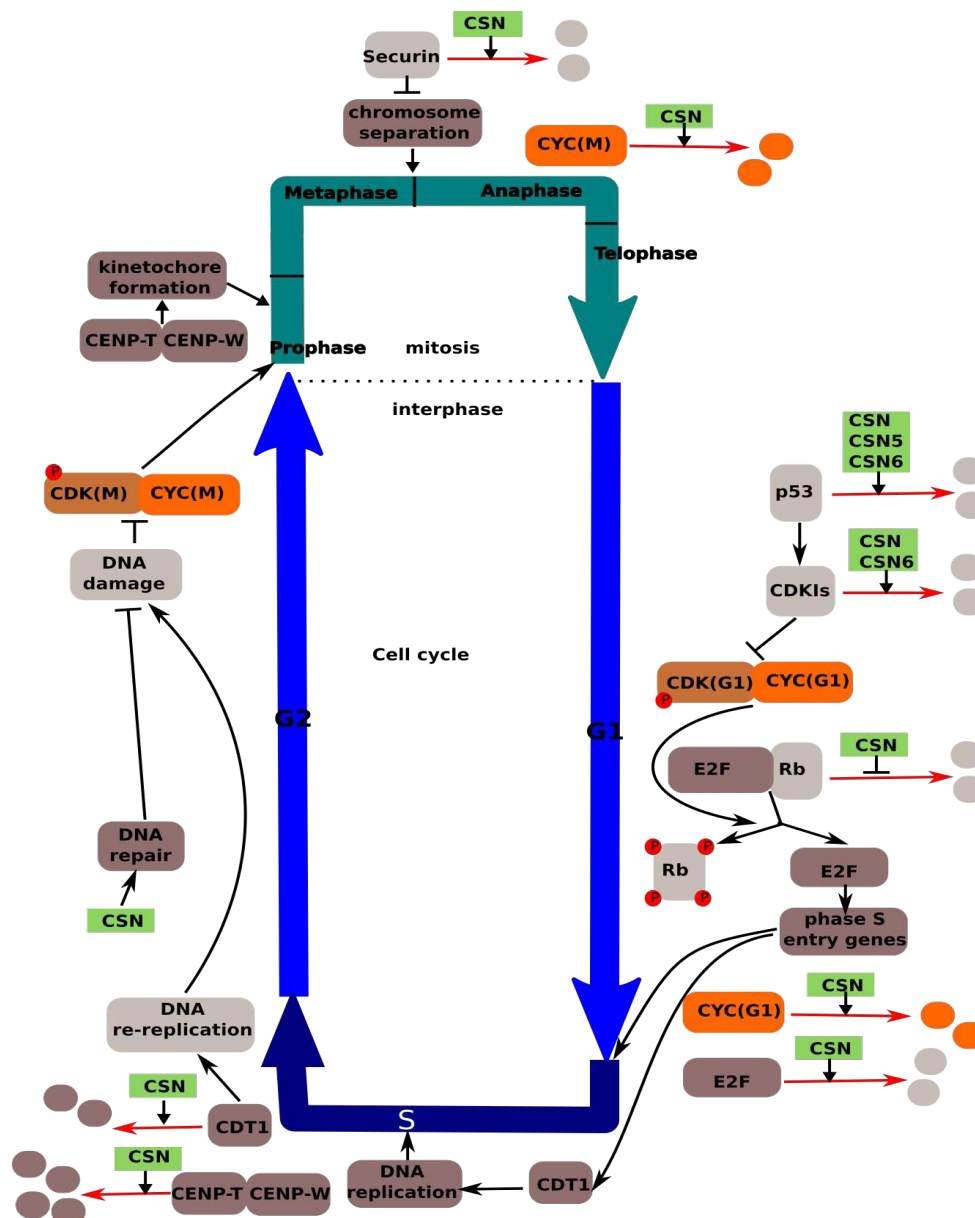 CSN
Securin
chromosome
separation
CSN
CYC(M)
Metaphase
Anaphase
Telophase
kinetochore
formation
CENP-T CENP-W
Prophase
mitosis
interphase
CSN
CSN5
CSN6
P
CDK(M) CYC(M)
p53
DNA
damage
CSN
CSN6
CDKIs
Cell cycle
CDK(G1) CYC(G1)
P
G2
G1
CSN
E2F
Rb
DNA
repair
P
P
Rb
P
P
E2F
CSN
phase S
entry genes
CSN
CYC(G1)
DNA
re-replication
CSN
E2F
CSN
CDT1
S
CSN
CENP-T CENP-W
DNA
replication
CDT1